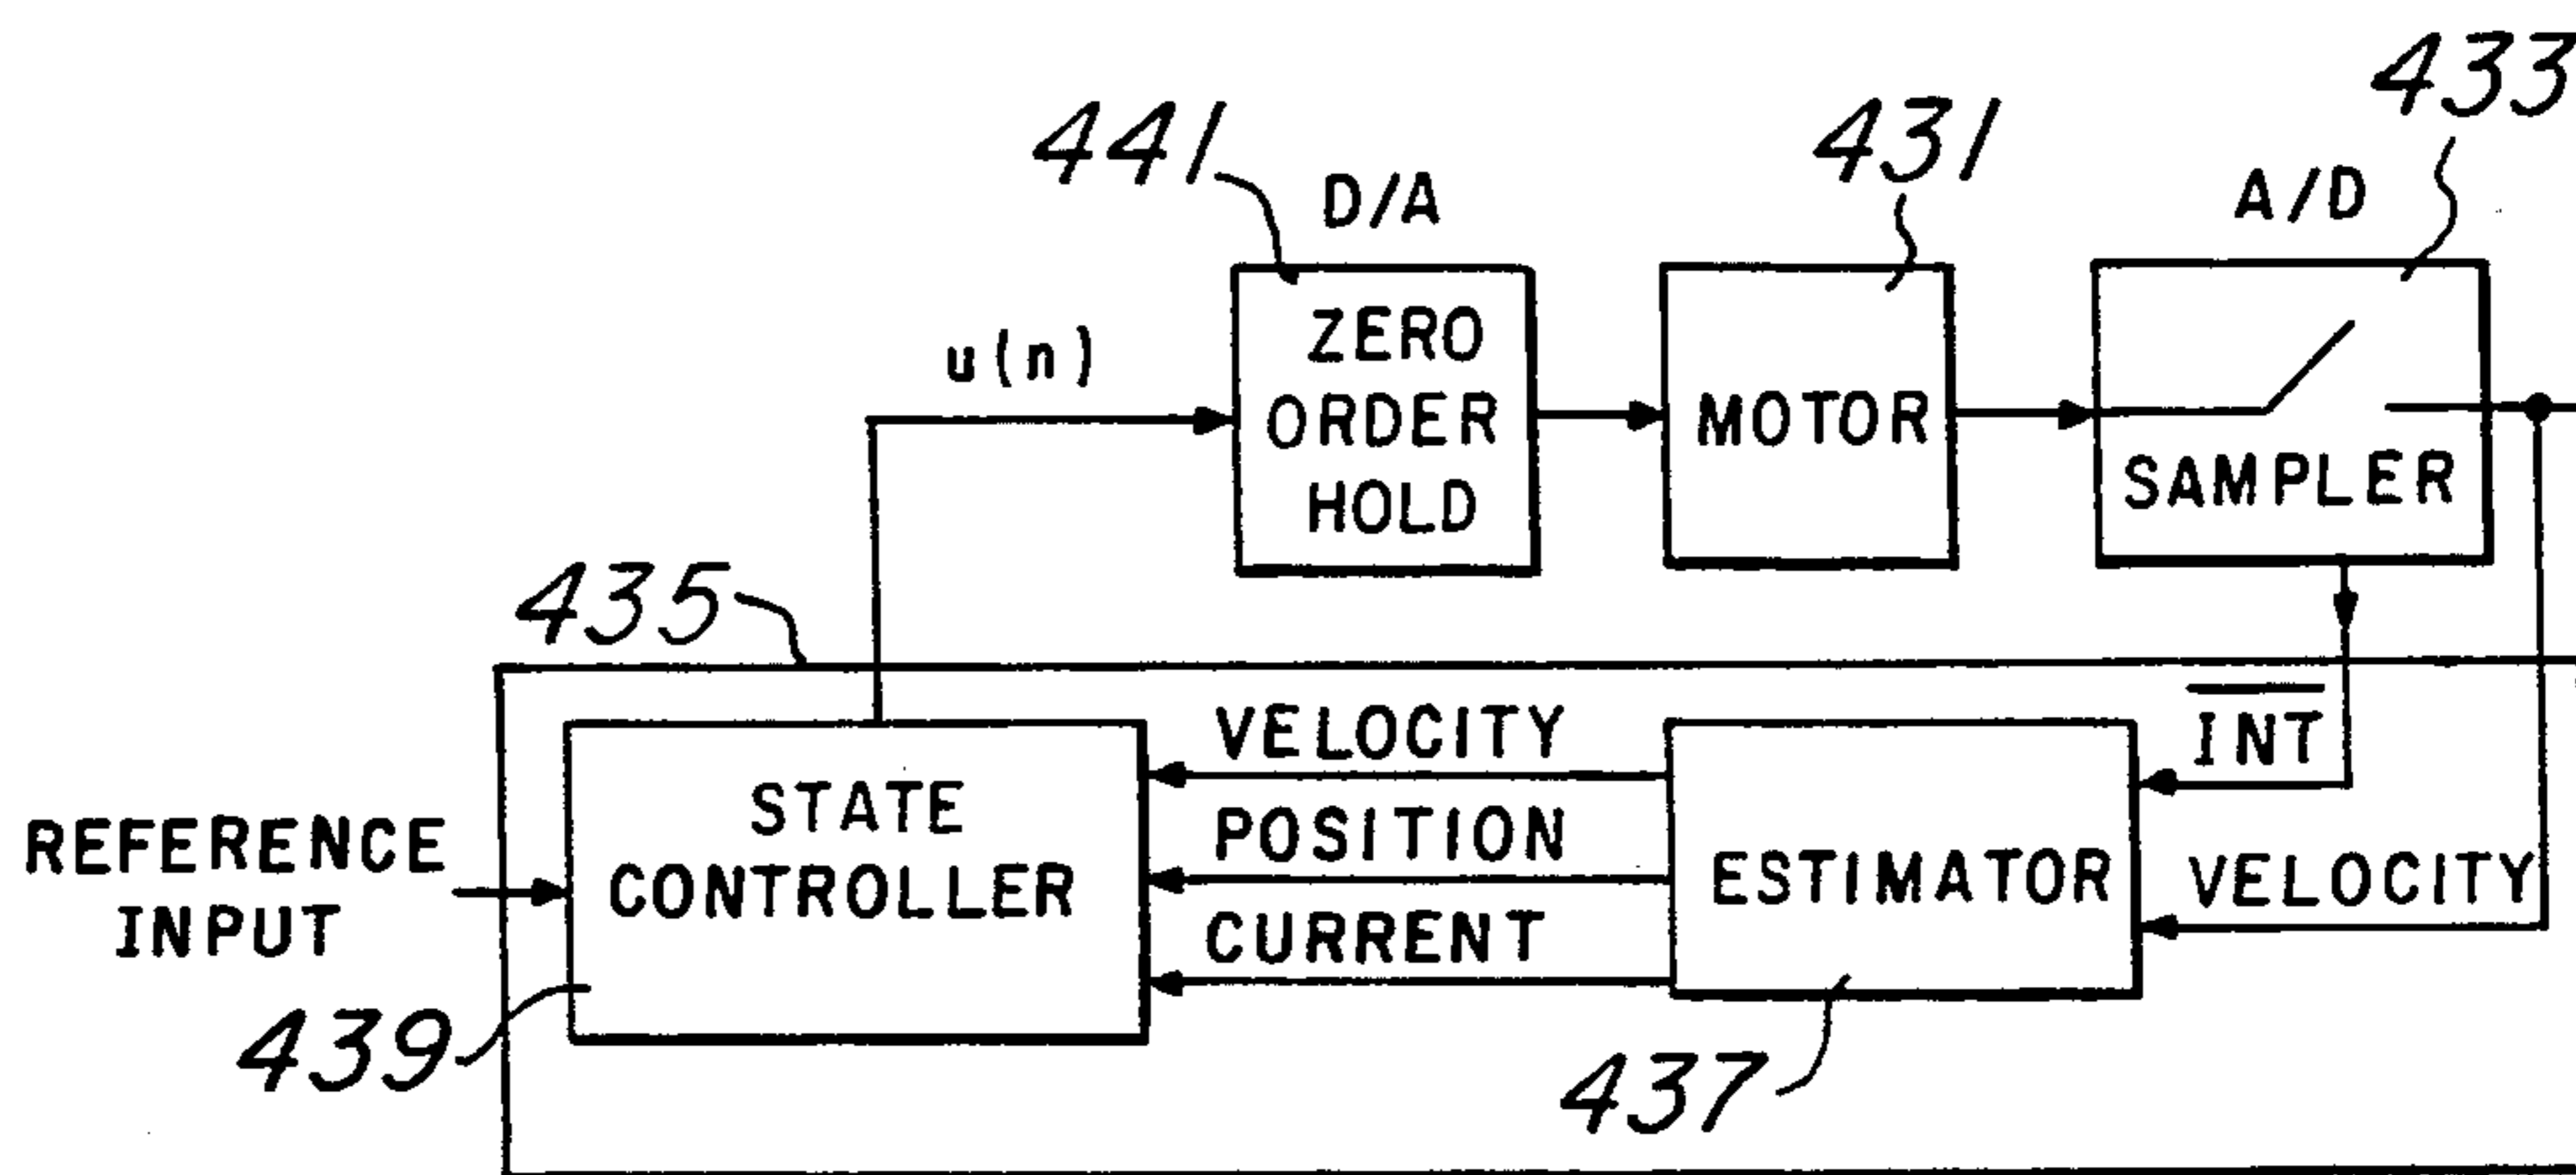 433
441
431
D/A
A/D
ZERO
ORDER
HOLD
MOTOR
SAMPLER
u(n)
435
INT
VELOCITY
POSITION
CURRENT
STATE
CONTROLLER
ESTIMATOR
VELOCITY
REFERENCE
INPUT
439
437